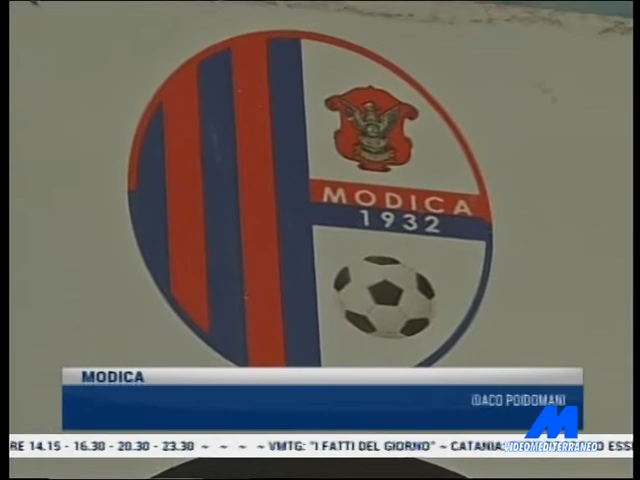 MODICA
1932
MODICA
IDACO POIDOMANI
RE 14.15 - 16.30 - 20.30 - 23.30 ~ ~ ~ ~ VMTG: "I FATTI DEL GIORNO" ~ CATANIA:
VIDEOMEDITERRANEO